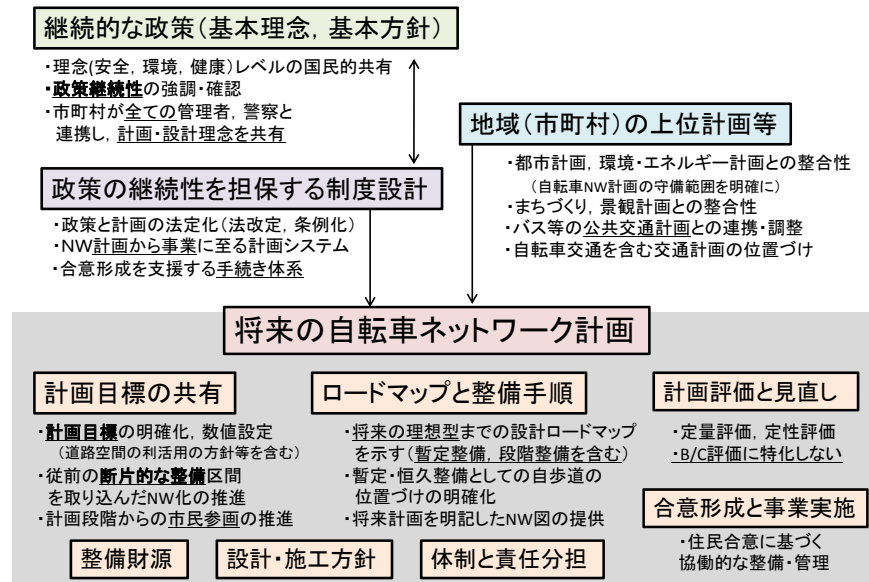 継続的な政策(基本理念, 基本方針)
・理念(安全, 環境, 健康)レベルの国民的共有
・政策継続性の強調・確認
・市町村が全ての管理者, 警察と
連携し, 計画・設計理念を共有
地域(市町村)の上位計画等
・都市計画, 環境・エネルギー計画との整合性
(自転車NW計画の守備範囲を明確に)
・まちづくり, 景観計画との整合性
・バス等の公共交通計画との連携・調整
・自転車交通を含む交通計画の位置づけ
政策の継続性を担保する制度設計
・政策と計画の法定化(法改定, 条例化)
・NW計画から事業に至る計画システム
・合意形成を支援する手続き体系
将来の自転車ネットワーク計画
計画目標の共有
・計画目標の明確化, 数値設定
(道路空間の利活用の方針等を含む)
・従前の断片的な整備区間
を取り込んだNW化の推進
・計画段階からの市民参画の推進
ロードマップと整備手順
・将来の理想型までの設計ロードマップ
を示す(暫定整備, 段階整備を含む)
・暫定・恒久整備としての自歩道の
位置づけの明確化
・将来計画を明記したNW図の提供
計画評価と見直し
・定量評価, 定性評価
・B/C評価に特化しない
合意形成と事業実施
・住民合意に基づく
協働的な整備・管理
整備財源
設計・施工方針
体制と責任分担